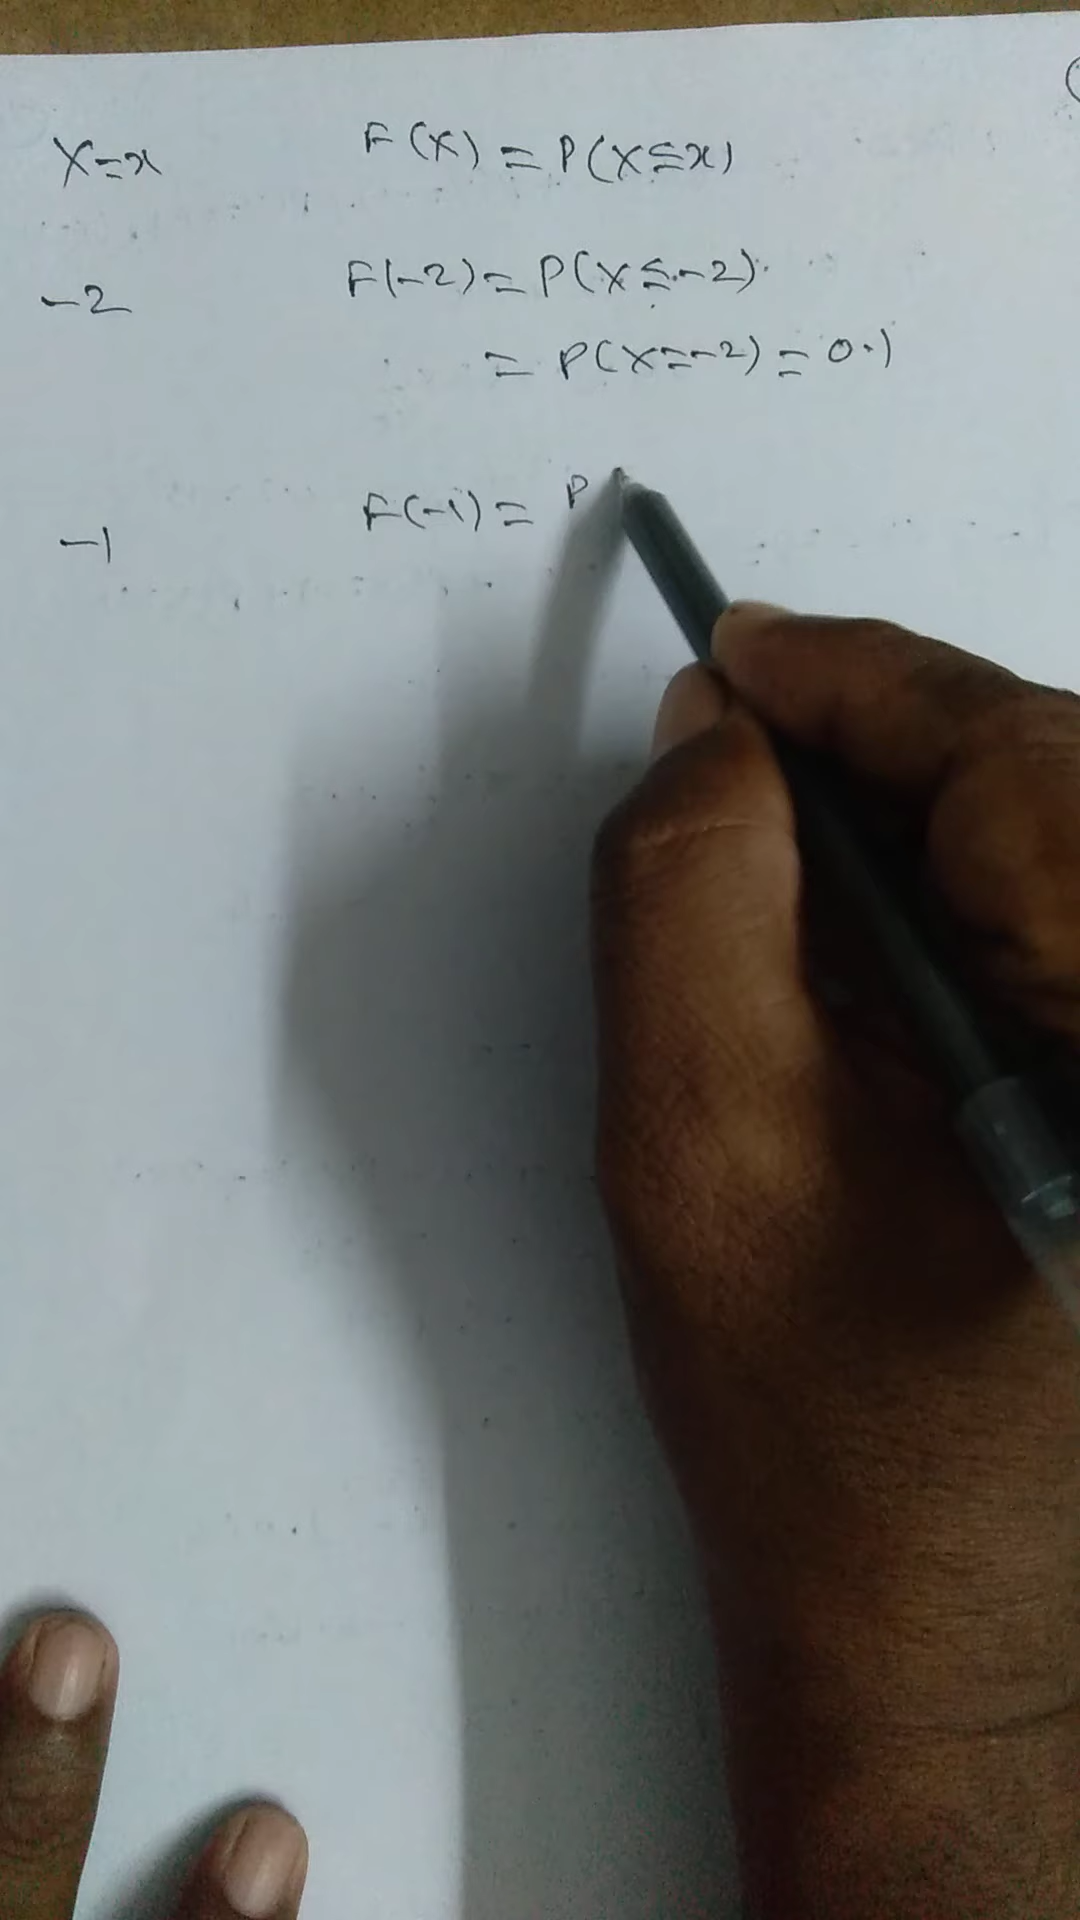 X=x F(x) = P(X≤x)
-2 F(-2) = P(X≤-2)
= P(X=-2) = 0.1
-1 F(-1) = P